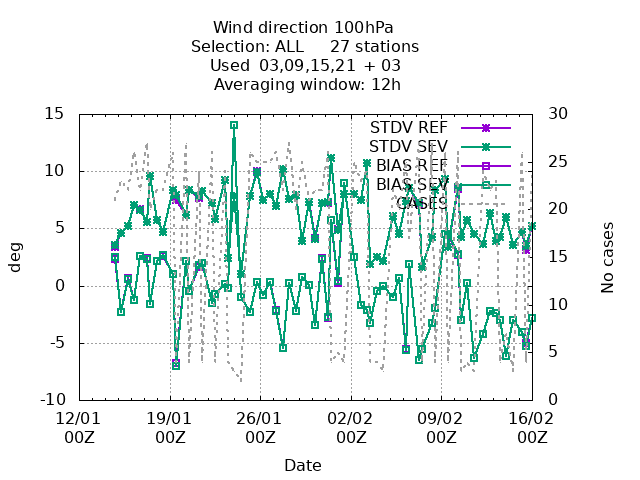 Wind direction 100hPa
Selection: ALL 27 stations
Used 03,09,15,21 + 03
Averaging window: 12h
15
10
5
0
-5
-10
deg
30
25
20
15
10
5
0
No cases
STDV REF
STDV SEV
BIAS REF
BIAS SEV
CASES
12/01 19/01 26/01 02/02 09/02 16/02
00Z 00Z 00Z 00Z 00Z 00Z
Date